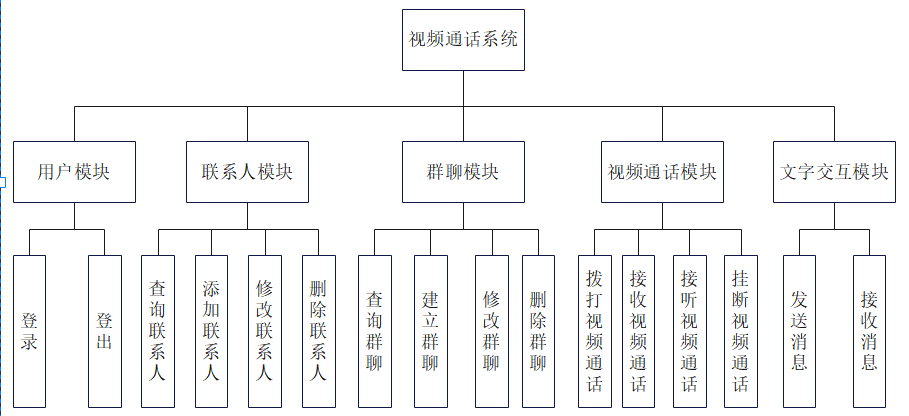 视频通话系统
用户模块
联系人模块
群聊模块
视频通话模块
文字交互模块
登录
登出
查询联系人
添加联系人
修改联系人
删除联系人
查询群聊
建立群聊
修改群聊
删除群聊
拨打视频通话
接收视频通话
接听视频通话
挂断视频通话
发送消息
接收消息